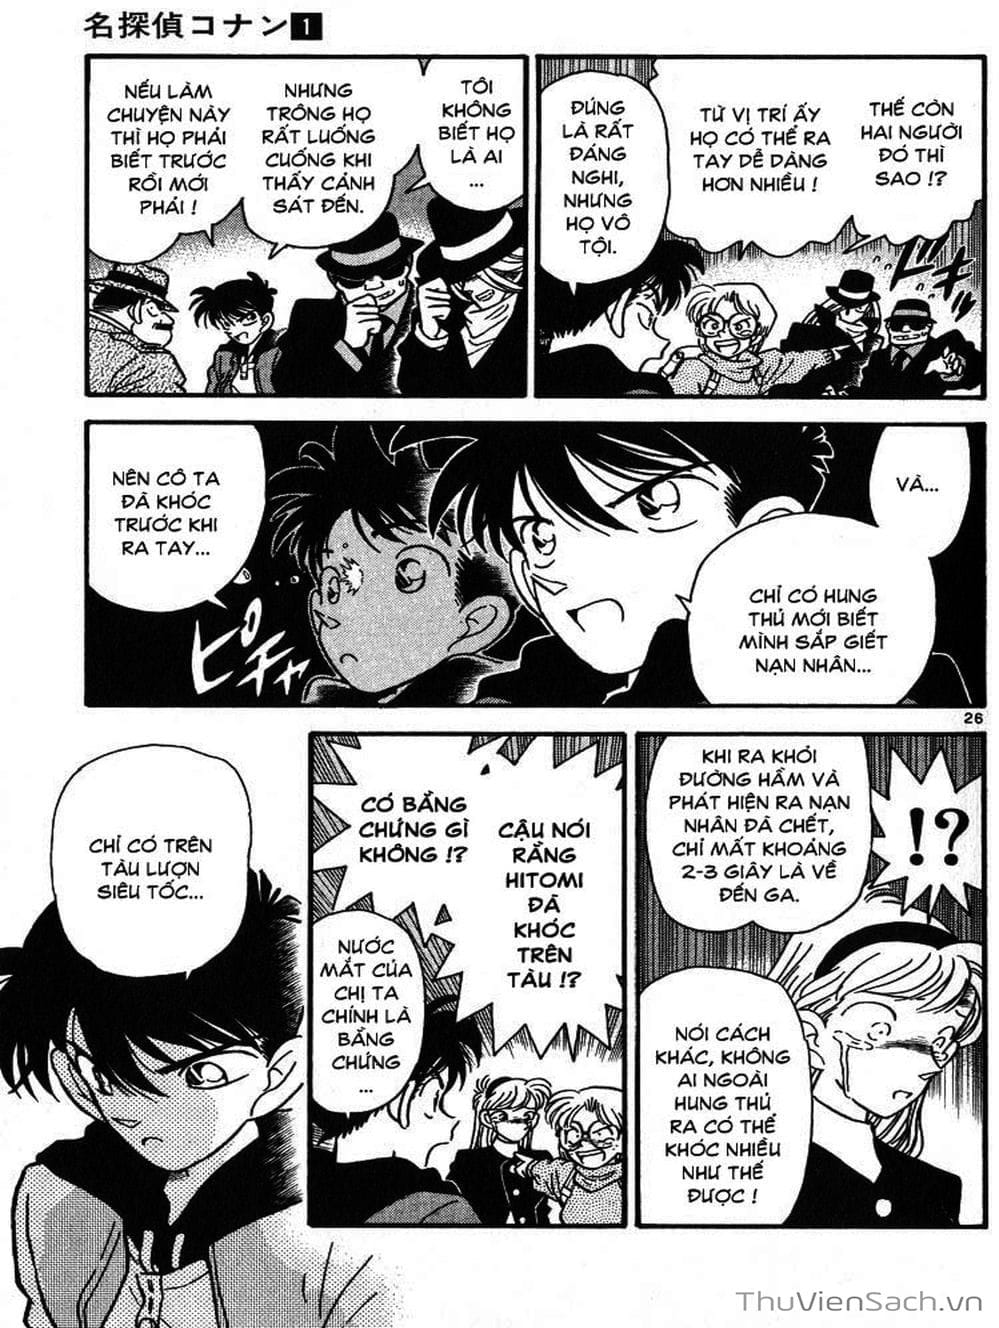 名探偵コナン 1
THẾ CÒN
HAI NGƯỜI
ĐÓ THÌ
SAO !?
TỪ VỊ TRÍ ẤY
HỌ CÓ THỂ RA
TAY DỄ DÀNG
HƠN NHIỀU !
ĐÚNG
LÀ RẤT
ĐÁNG
NGHI,
NHƯNG
HỌ VÔ
TỘI.
ドキッ
TÔI
KHÔNG
BIẾT HỌ
LÀ AI
...
NHƯNG
TRÔNG HỌ
RẤT LUỐNG
CUỐNG KHI
THẤY CẢNH
SÁT ĐẾN.
NẾU LÀM
CHUYỆN NÀY
THÌ HỌ PHẢI
BIẾT TRƯỚC
RỒI MỚI
PHẢI !
VÀ...
CHỈ CÓ HUNG
THỦ MỚI BIẾT
MÌNH SẮP GIẾT
NẠN NHÂN...
NÊN CÔ TA
ĐÃ KHÓC
TRƯỚC KHI
RA TAY...
ピチャ
26
!?
KHI RA KHỎI
ĐƯỜNG HẦM VÀ
PHÁT HIỆN RA NẠN
NHÂN ĐÃ CHẾT,
CHỈ MẤT KHOẢNG
2-3 GIÂY LÀ VỀ
ĐẾN GA.
NÓI CÁCH
KHÁC, KHÔNG
AI NGOÀI
HUNG THỦ
RA CÓ THỂ
KHÓC NHIỀU
NHƯ THẾ
ĐƯỢC !
CẬU NÓI
RẰNG
HITOMI
ĐÃ
KHÓC
TRÊN
TÀU !?
CÓ BẰNG
CHỨNG GÌ
KHÔNG !?
NƯỚC
MẮT CỦA
CHỊ TA
CHÍNH LÀ
BẰNG
CHỨNG
...
CHỈ CÓ TRÊN
TÀU LƯỢN
SIÊU TỐC...
ThuVienSach.vn